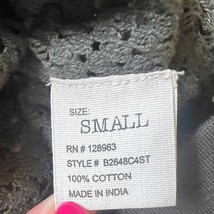 SIZE:
SMALL
RN # 128963
STYLE # B2648C4ST
100% COTTON
MADE IN INDIA